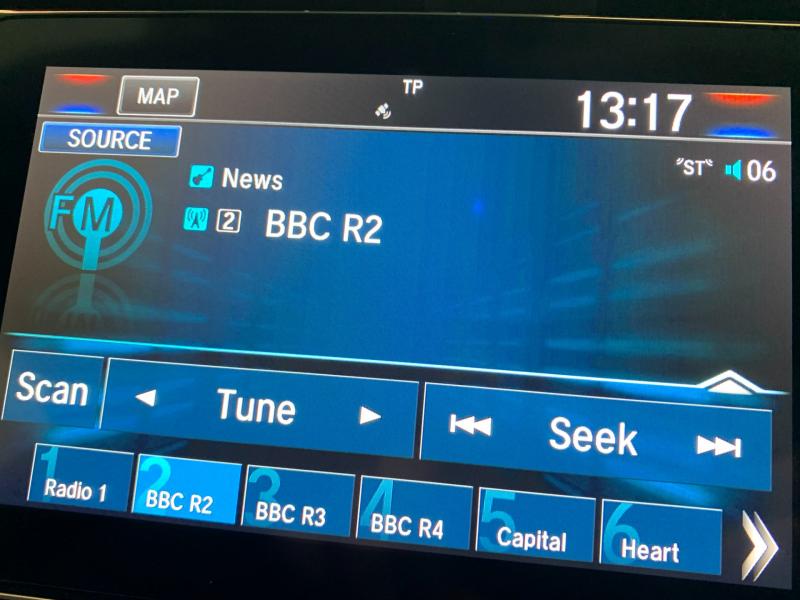 MAP TP 13:17
SOURCE "ST" 06
FM News
2 BBC R2
Scan Tune Seek
1 Radio 1 2 BBC R2 3 BBC R3 4 BBC R4 5 Capital 6 Heart